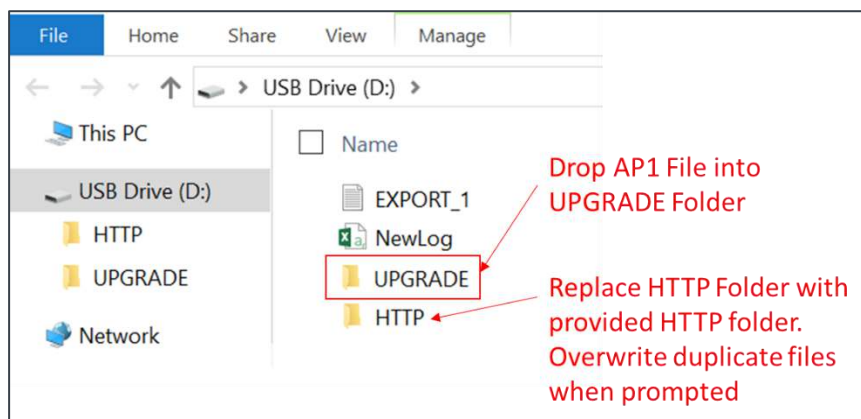 File Home Share View Manage
USB Drive (D:)
This PC
Name
USB Drive (D:)
EXPORT_1
HTTP
NewLog
UPGRADE
UPGRADE
HTTP
Network
Drop AP1 File into
UPGRADE Folder
Replace HTTP Folder with
provided HTTP folder.
Overwrite duplicate files
when prompted